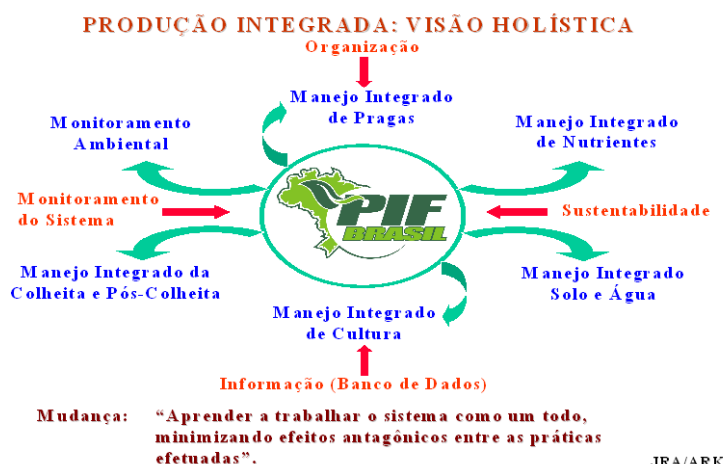 PRODUÇÃO INTEGRADA: VISÃO HOLÍSTICA
Organização
Manejo Integrado
de Pragas
Monitoramento
Ambiental
Manejo Integrado
de Nutrientes
Monitoramento
do Sistema
PIF
BRASIL
Sustentabilidade
Manejo Integrado da
Colheita e Pós-Colheita
Manejo Integrado
Solo e Água
Manejo Integrado
de Cultura
Informação (Banco de Dados)
Mudança: “Aprender a trabalhar o sistema como um todo,
minimizando efeitos antagônicos entre as práticas
efetuadas”.
JRA/ARK